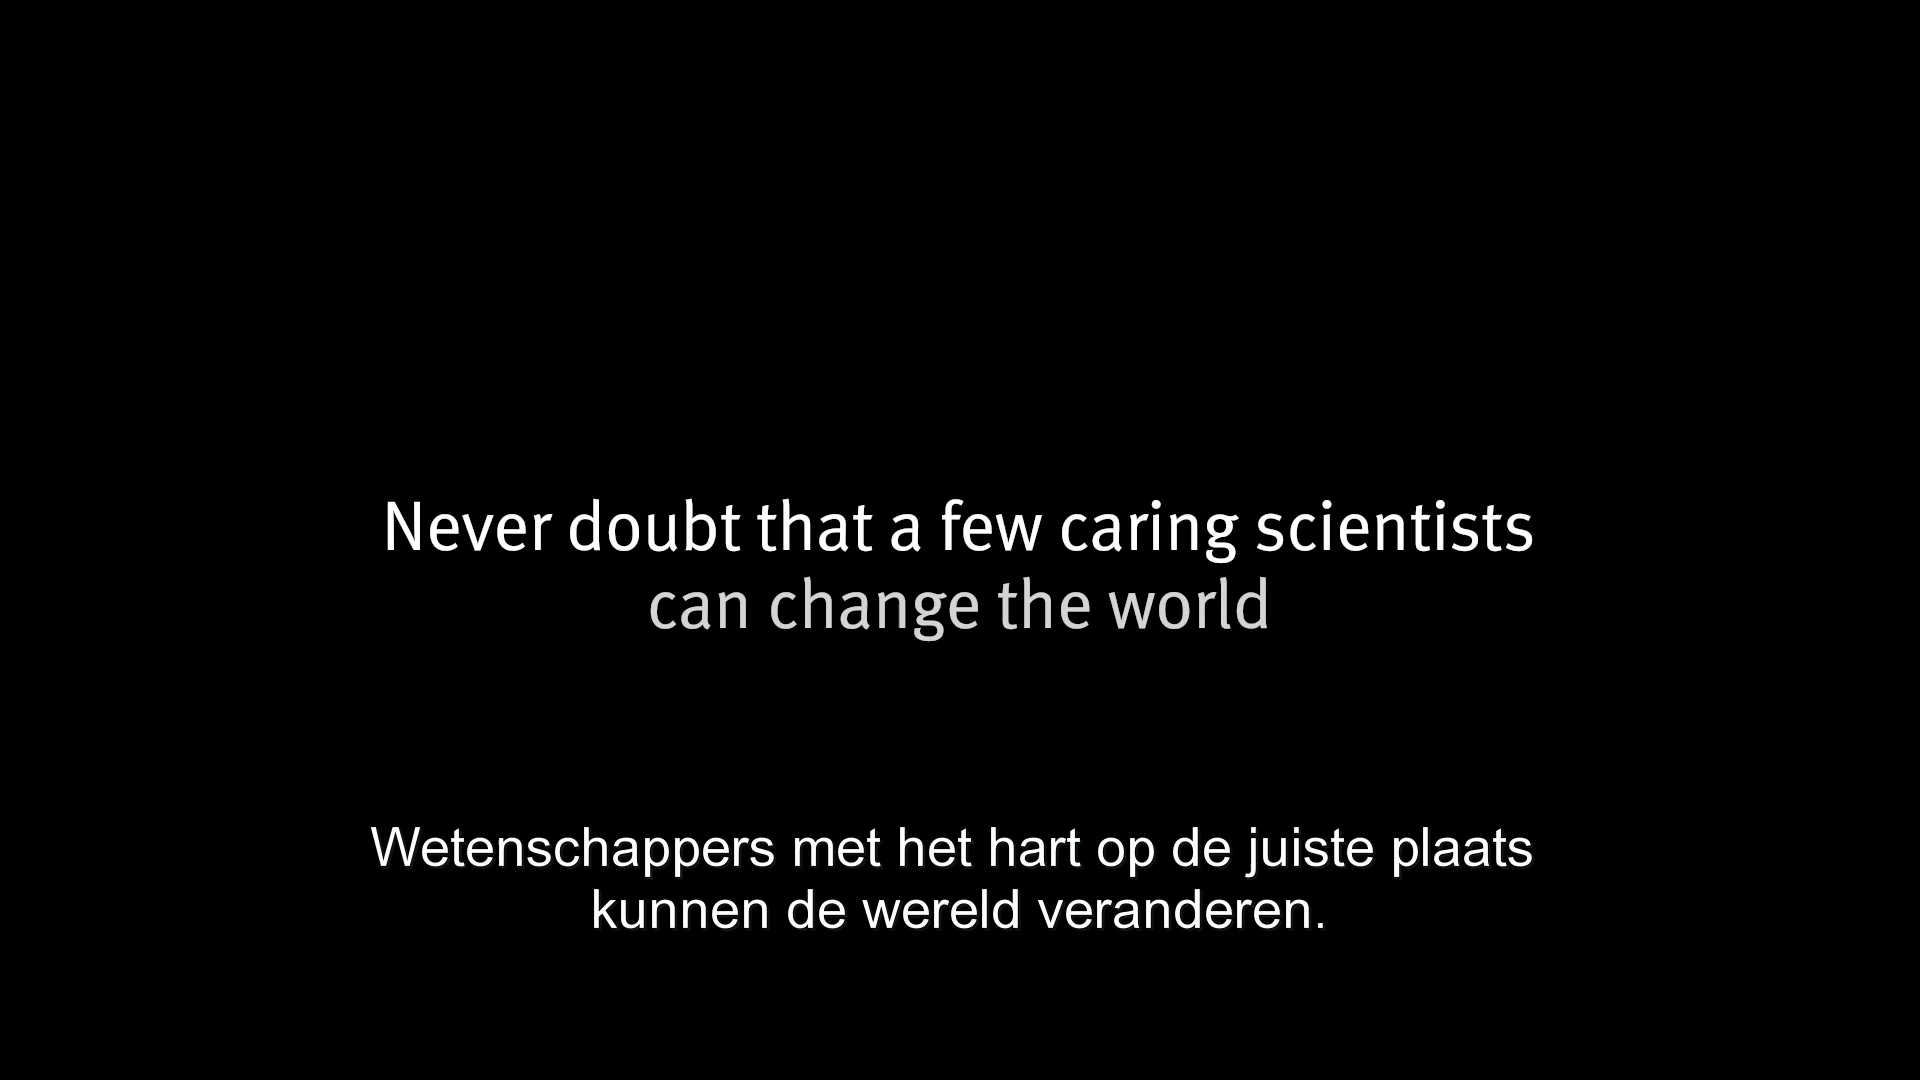 Never doubt that a few caring scientists
can change the world
Wetenschappers met het hart op de juiste plaats
kunnen de wereld veranderen.